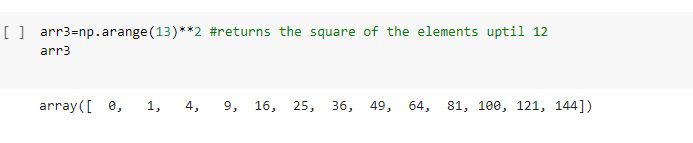 [ ] arr3=np.arange(13)**2 #returns the square of the elements uptil 12
arr3
array([  0,   1,   4,   9,  16,  25,  36,  49,  64,  81, 100, 121, 144])